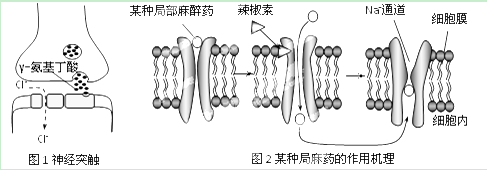 某种局部麻醉药
辣椒素
Na⁺通道
细胞膜
γ-氨基丁酸
Cl⁻
Cl⁻
细胞内
图1 神经突触
图2 某种局麻药的作用机理